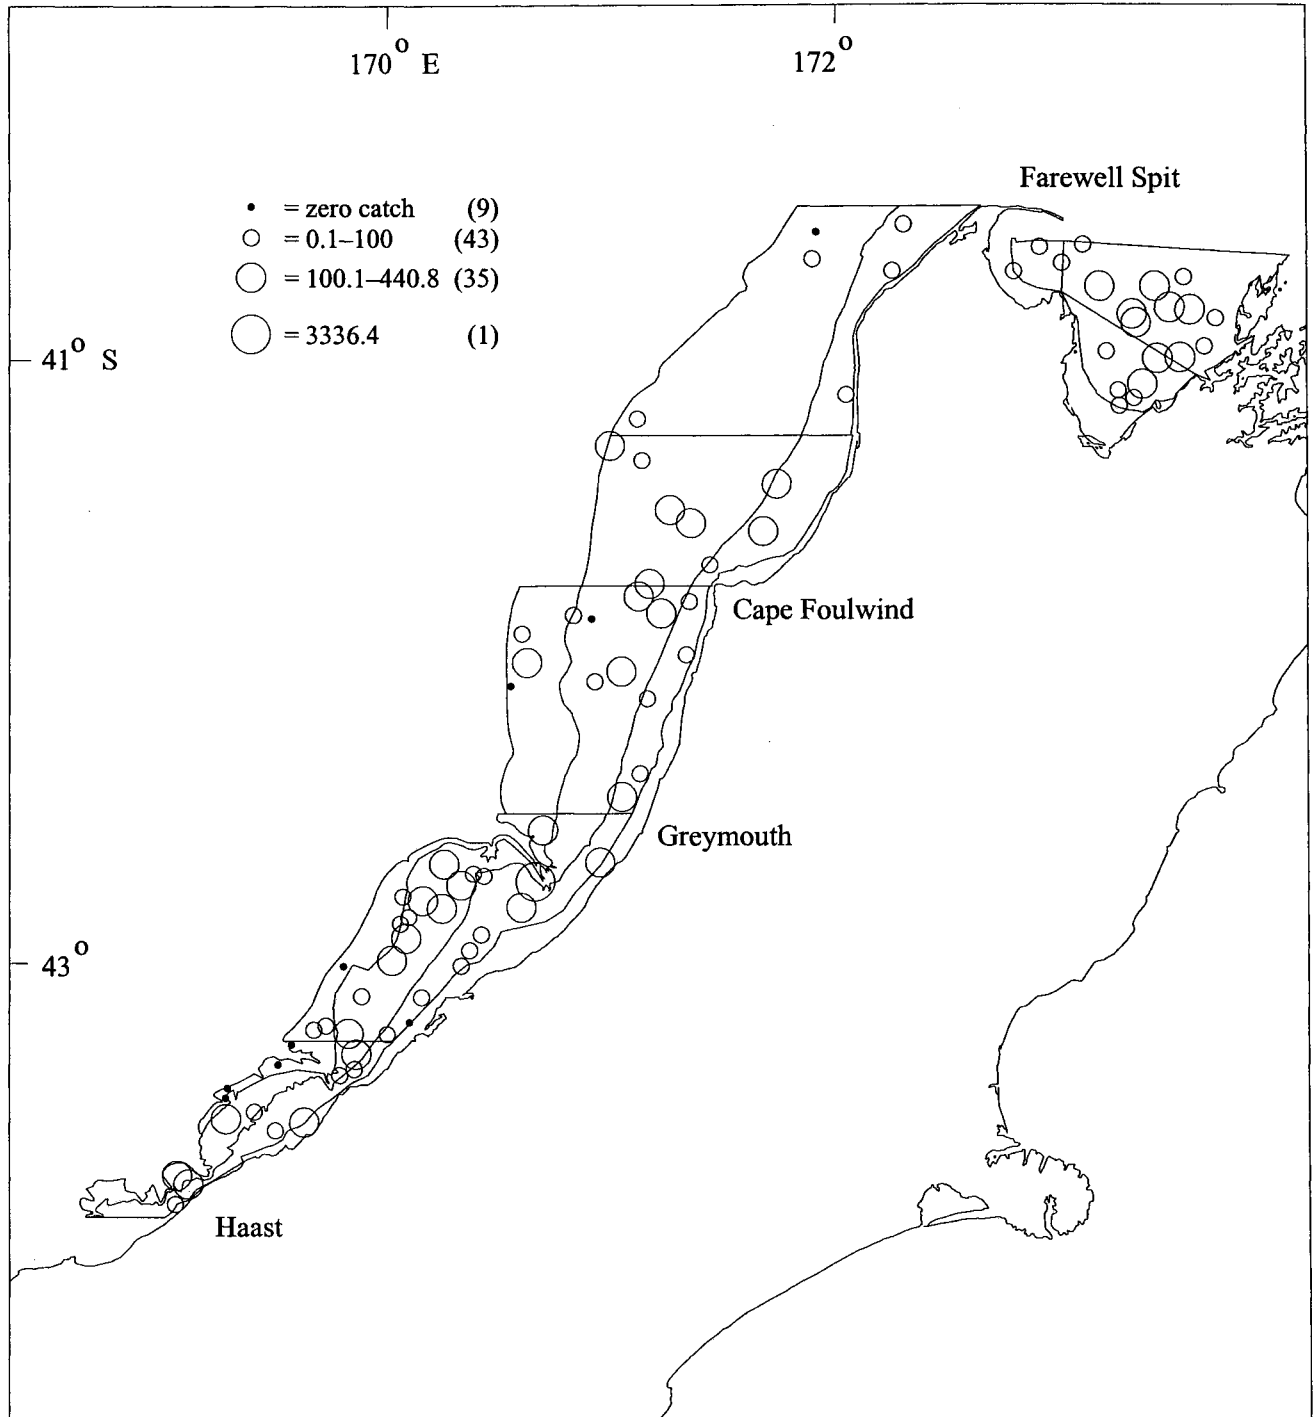 170° E
172°
Farewell Spit
= zero catch (9)
= 0.1–100 (43)
= 100.1–440.8 (35)
= 3336.4 (1)
41° S
Cape Foulwind
Greymouth
43°
Haast